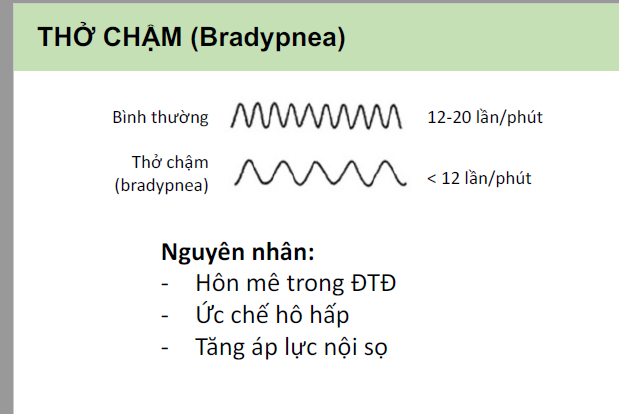 THỞ CHẬM (Bradypnea)
Bình thường
12-20 lần/phút
Thở chậm
(bradypnea)
< 12 lần/phút
Nguyên nhân:
- Hôn mê trong ĐTĐ
- Ức chế hô hấp
- Tăng áp lực nội sọ